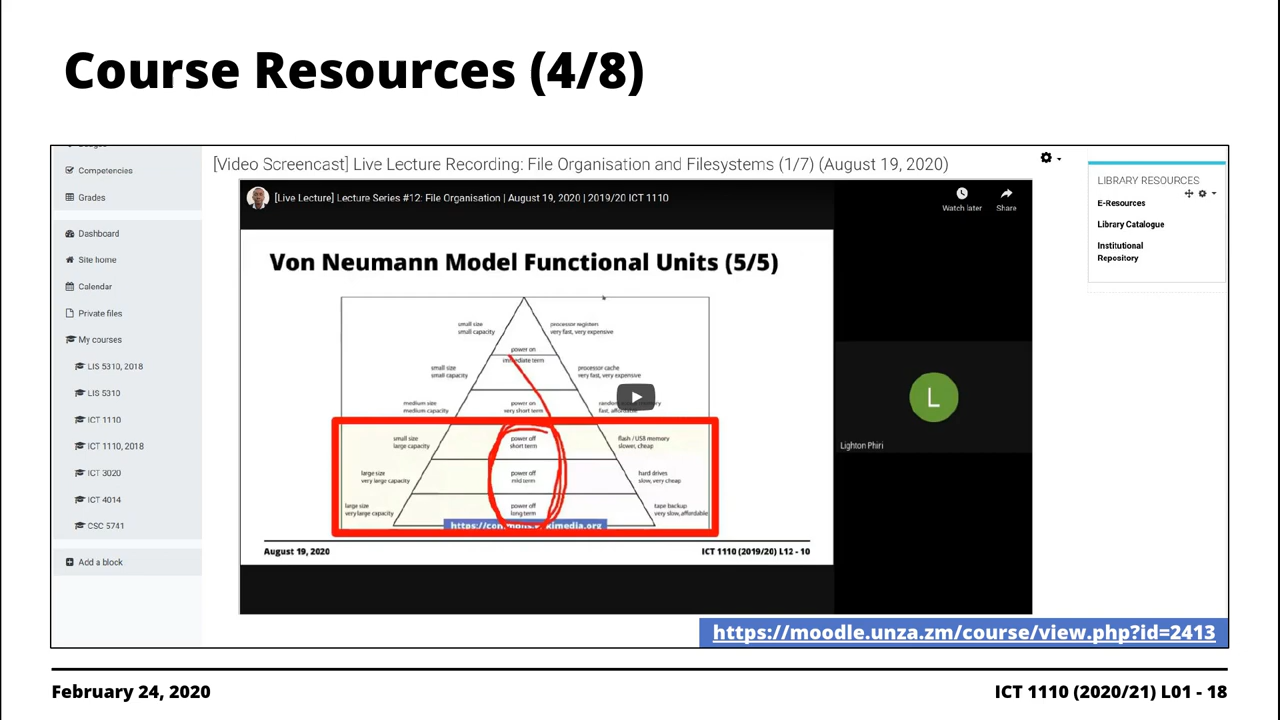 Course Resources (4/8)
Competencies
Grades
Dashboard
Site home
Calendar
Private files
My courses
LIS 5310, 2018
LIS 5310
ICT 1110
ICT 1110, 2018
ICT 3020
ICT 4014
CSC 5741
Add a block
[Video Screencast] Live Lecture Recording: File Organisation and Filesystems (1/7) (August 19, 2020)
[Live Lecture] Lecture Series #12: File Organisation | August 19, 2020 | 2019/20 ICT 1110
Watch later
Share
Von Neumann Model Functional Units (5/5)
small size
small capacity
processor registers
very fast, very expensive
power on
immediate term
small size
small capacity
processor cache
very fast, very expensive
medium size
medium capacity
power on
very short term
fast, affordable
small size
large capacity
power off
short term
flash / USB memory
slower, cheap
large size
very large capacity
power off
mid term
hard drives
slow, very cheap
large size
very large capacity
power off
long term
tape backup
very slow, affordable
https://commons.wikimedia.org
August 19, 2020
ICT 1110 (2019/20) L12 - 10
L
Lighton Phiri
LIBRARY RESOURCES
E-Resources
Library Catalogue
Institutional
Repository
https://moodle.unza.zm/course/view.php?id=2413
February 24, 2020
ICT 1110 (2020/21) L01 - 18